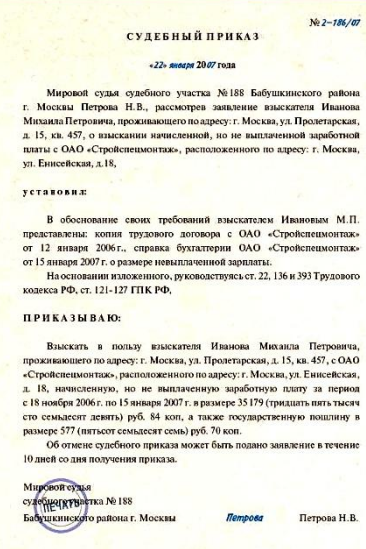 № 2-186/07
СУДЕБНЫЙ ПРИКАЗ
«22» января 2007 года
Мировой судья судебного участка №188 Бабушкинского района
г. Москвы Петрова Н.В., рассмотрев заявление взыскателя Иванова
Михаила Петровича, проживающего по адресу: г. Москва, ул. Пролетарская,
д. 15, кв. 457, о взыскании начисленной, но не выплаченной заработной
платы с ОАО «Стройспецмонтаж», расположенного по адресу: г. Москва,
ул. Енисейская, д.18,
установил:
В обоснование своих требований взыскателем Ивановым М.П.
представлены: копия трудового договора с ОАО «Стройспецмонтаж»
от 12 января 2006г., справка бухгалтерии ОАО «Стройспецмонтаж»
от 15 января 2007 г. о размере невыплаченной зарплаты.
На основании изложенного, руководствуясь ст. 22, 136 и 393 Трудового
кодекса РФ, ст. 121-127 ГПК РФ,
ПРИКАЗЫВАЮ:
Взыскать в пользу взыскателя Иванова Михаила Петровича,
проживающего по адресу: г. Москва, ул. Пролетарская, д. 15, кв. 457, с ОАО
«Стройспецмонтаж», расположенного по адресу: г. Москва, ул. Енисейская,
д. 18, начисленную, но не выплаченную заработную плату за период
с 18 ноября 2006 г. по 15 января 2007 г. в размере 35 179 (тридцать пять тысяч
сто семьдесят девять) руб. 84 коп, а также государственную пошлину в
размере 577 (пятьсот семьдесят семь) руб. 70 коп.
Об отмене судебного приказа может быть подано заявление в течение
10 дней со дня получения приказа.
Мировой судья
судебного участка №188
ПЕЧАТЬ
Бабушкинского района г. Москвы Петрова Петрова Н.В.